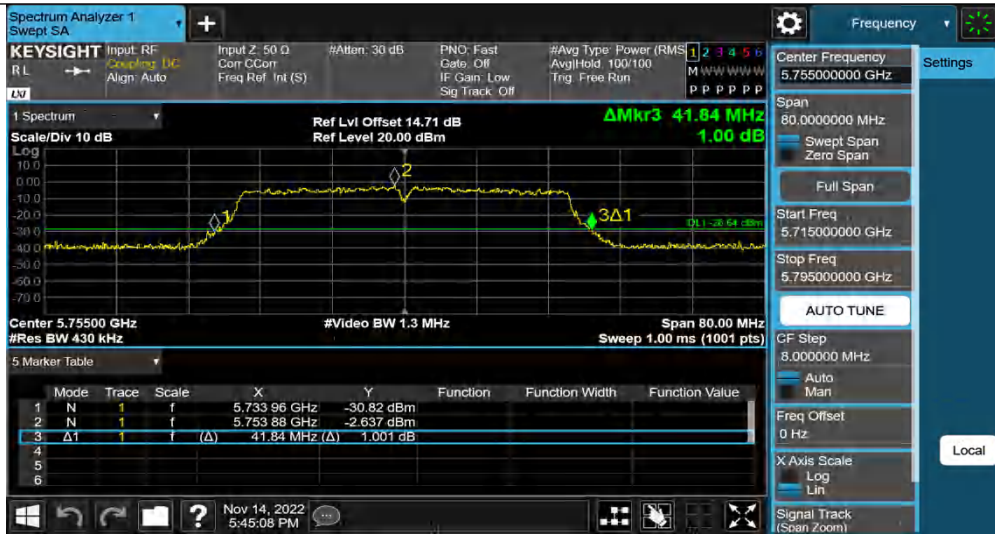 Spectrum Analyzer 1
Swept SA
+
Frequency
KEYSIGHT
RL
LXI
Input: RF
Coupling: DC
Align: Auto
Input Z: 50 Ω
Corr CCorr
Freq Ref: Int (S)
#Atten: 30 dB
PNO: Fast
Gate: Off
IF Gain: Low
Sig Track: Off
#Avg Type: Power (RMS
Avg|Hold: 100/100
Trig: Free Run
1 2 3 4 5 6
M W W W W W
P P P P P P
1 Spectrum
Scale/Div 10 dB
Ref Lvl Offset 14.71 dB
Ref Level 20.00 dBm
ΔMkr3 41.84 MHz
1.00 dB
Log
10.0
0.00
-10.0
-20.0
-30.0
-40.0
-50.0
-60.0
-70.0
1
2
3Δ1
DL1 -28.64 dBm
Center 5.75500 GHz
#Res BW 430 kHz
#Video BW 1.3 MHz
Span 80.00 MHz
Sweep 1.00 ms (1001 pts)
5 Marker Table
Mode Trace Scale X Y Function Function Width Function Value
1 N 1 f 5.733 96 GHz -30.82 dBm
2 N 1 f 5.753 88 GHz -2.637 dBm
3 Δ1 1 f (Δ) 41.84 MHz (Δ) 1.001 dB
4
5
6
?
Nov 14, 2022
5:45:08 PM
Center Frequency
5.755000000 GHz
Span
80.0000000 MHz
Swept Span
Zero Span
Full Span
Start Freq
5.715000000 GHz
Stop Freq
5.795000000 GHz
AUTO TUNE
CF Step
8.000000 MHz
Auto
Man
Freq Offset
0 Hz
X Axis Scale
Log
Lin
Signal Track
(Span Zoom)
Settings
Local